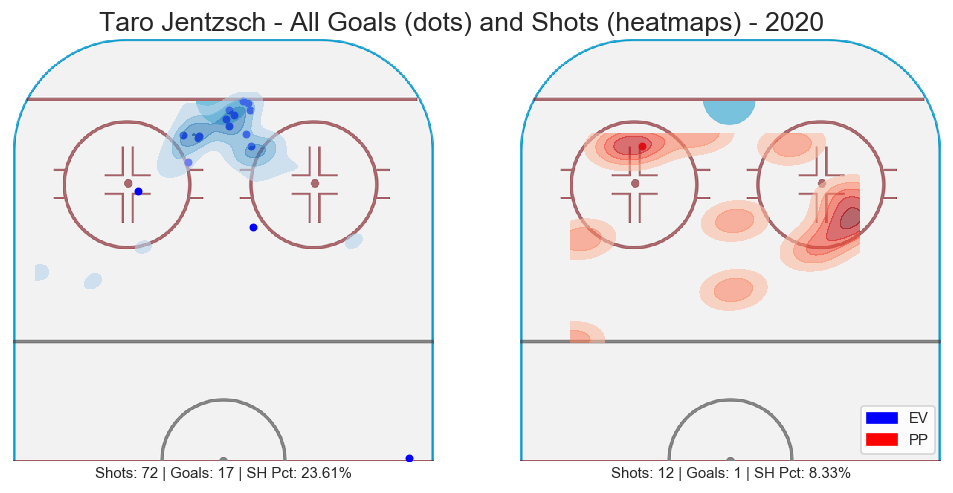 Taro Jentzsch - All Goals (dots) and Shots (heatmaps) - 2020
EV
PP
Shots: 72 | Goals: 17 | SH Pct: 23.61%
Shots: 12 | Goals: 1 | SH Pct: 8.33%